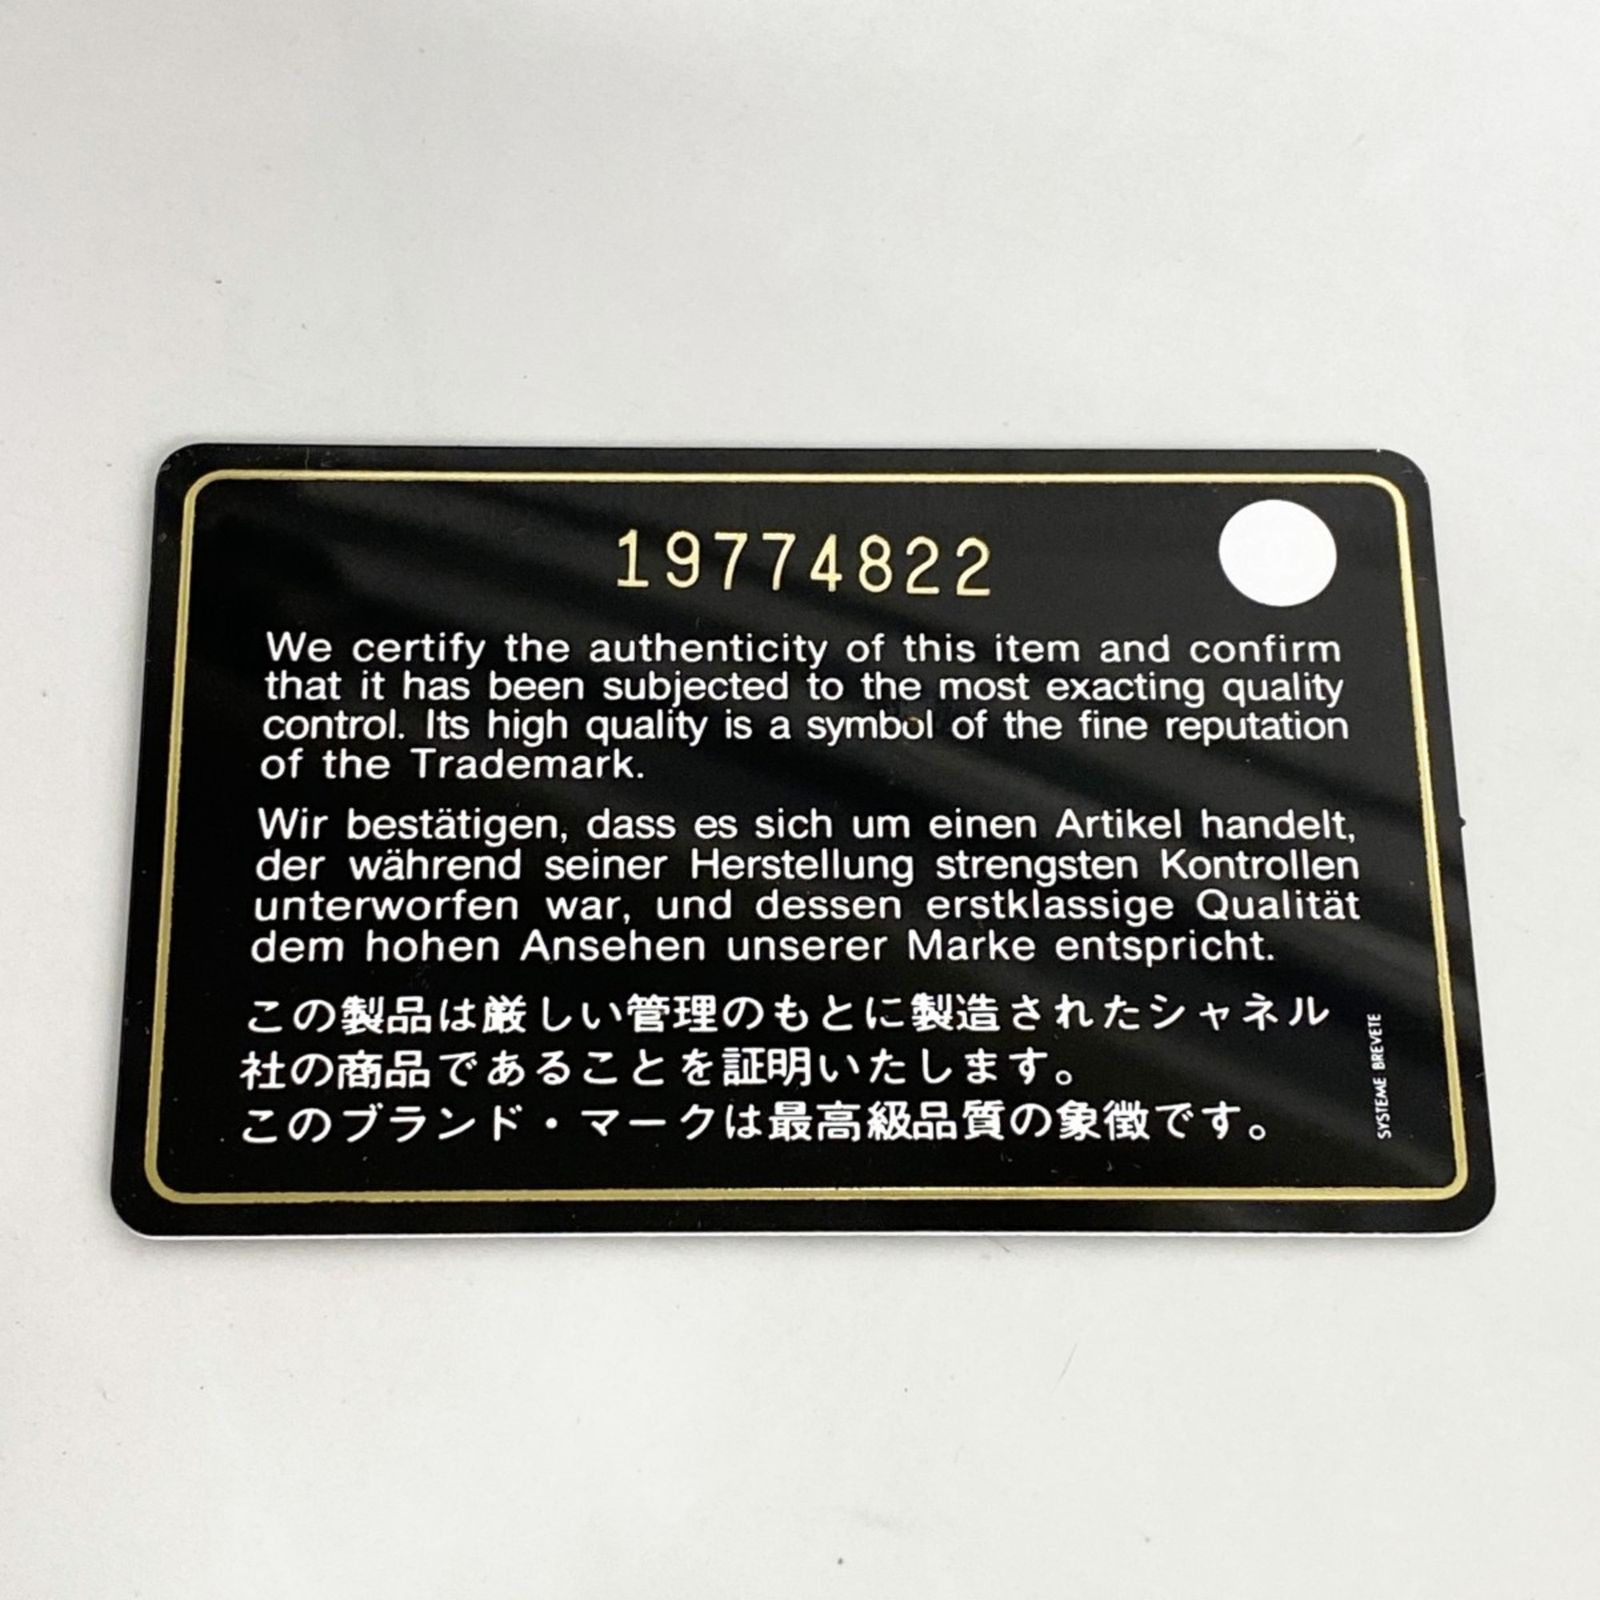 19774822
We certify the authenticity of this item and confirm
that it has been subjected to the most exacting quality
control. Its high quality is a symbol of the fine reputation
of the Trademark.
Wir bestätigen, dass es sich um einen Artikel handelt,
der während seiner Herstellung strengsten Kontrollen
unterworfen war, und dessen erstklassige Qualität
dem hohen Ansehen unserer Marke entspricht.
この製品は厳しい管理のもとに製造されたシャネル
社の商品であることを証明いたします。
このブランド・マークは最高級品質の象徴です。
SYSTEME BREVETE